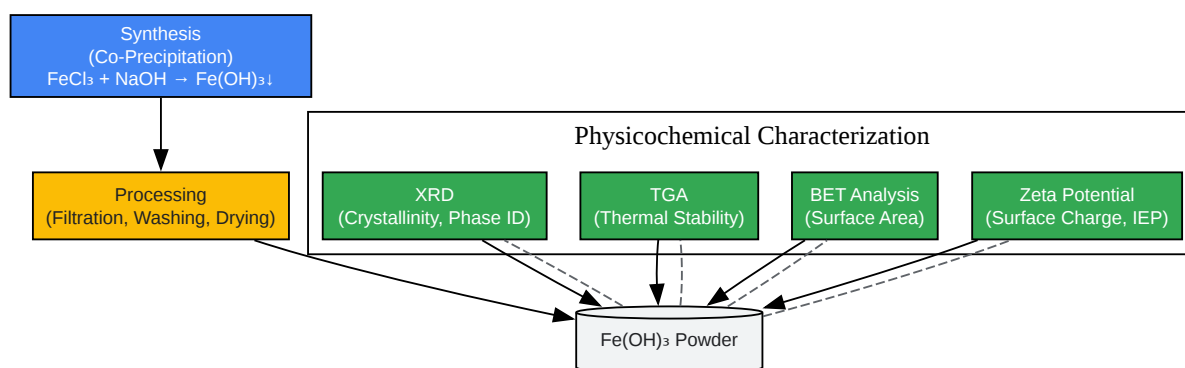 Synthesis
(Co-Precipitation)
FeCl₃ + NaOH → Fe(OH)₃↓
Physicochemical Characterization
Processing
(Filtration, Washing, Drying)
XRD
(Crystallinity, Phase ID)
TGA
(Thermal Stability)
BET Analysis
(Surface Area)
Zeta Potential
(Surface Charge, IEP)
Fe(OH)₃ Powder